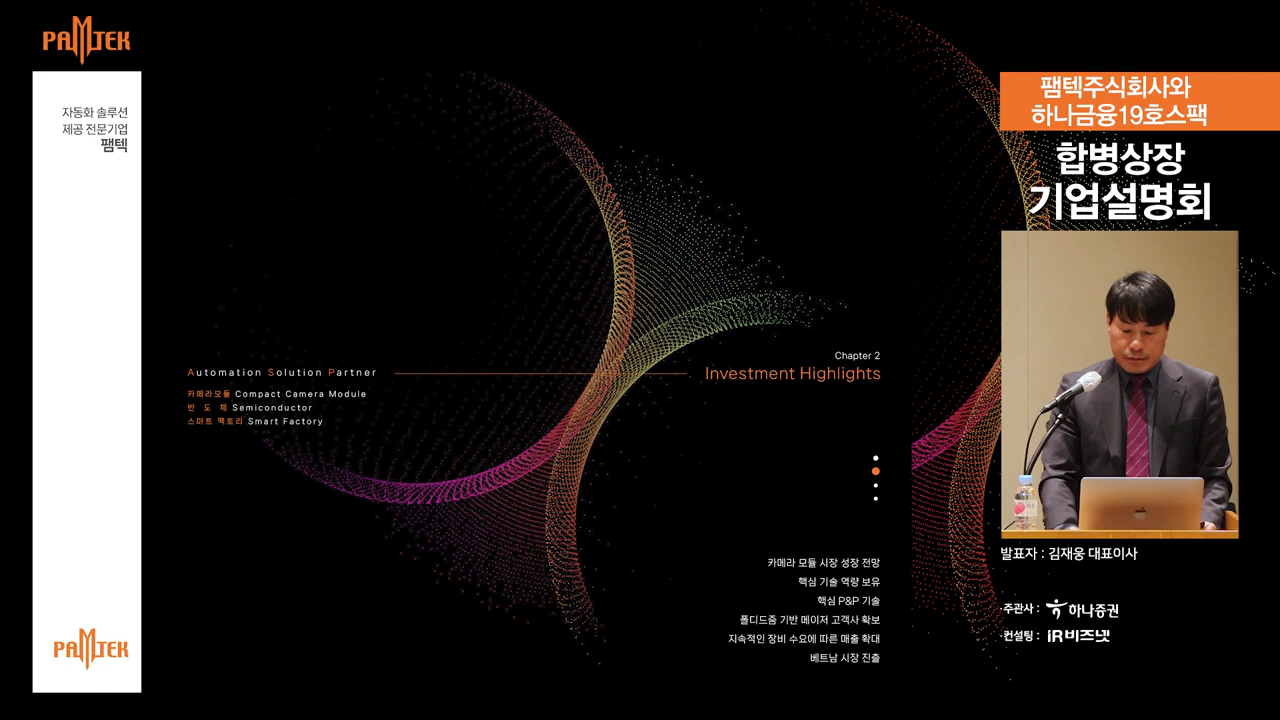 PAMTEK
자동화 솔루션
제공 전문기업
팸텍
Automation Solution Partner
카메라모듈 Compact Camera Module
반 도 체 Semiconductor
스마트 팩토리 Smart Factory
Chapter 2
Investment Highlights
카메라 모듈 시장 성장 전망
핵심 기술 역량 보유
핵심 P&P 기술
폴디드줌 기반 메이저 고객사 확보
지속적인 장비 수요에 따른 매출 확대
베트남 시장 진출
PAMTEK
팸텍주식회사와
하나금융19호스팩
합병상장
기업설명회
발표자 : 김재웅 대표이사
주관사 : 하나증권
컨설팅 : IR비즈넷